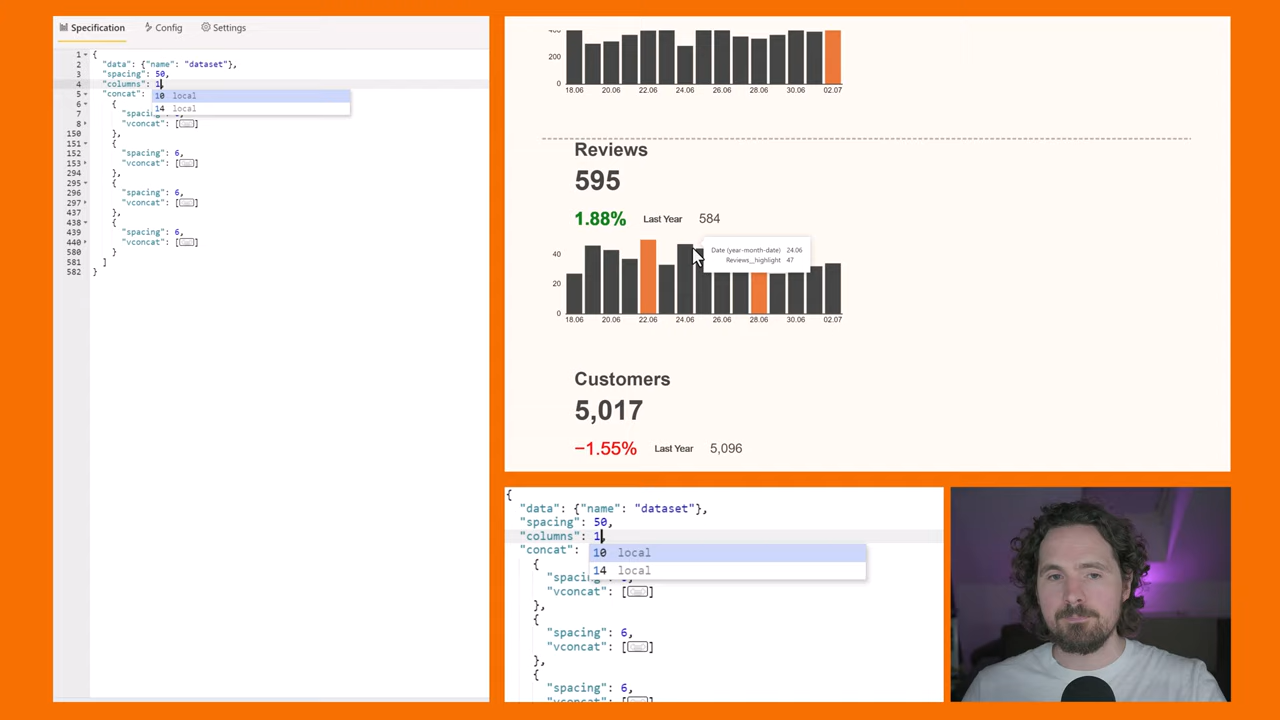 Specification Config Settings
1 {
2 "data": {"name": "dataset"},
3 "spacing": 50,
4 "columns": 1,
5 "concat":
10 local
14 local
6 {
7
8 "vconcat": [ ]
150 },
151 {
152 "spacing": 6,
153 "vconcat": [ ]
294 },
295 {
296 "spacing": 6,
297 "vconcat": [ ]
437 },
438 {
439 "spacing": 6,
440 "vconcat": [ ]
580 }
581 ]
582 }
200
0
18.06 20.06 22.06 24.06 26.06 28.06 30.06 02.07
Reviews
595
1.88% Last Year 584
Date (year-month-date) 24.06
Reviews_highlight 47
40
20
0
18.06 20.06 22.06 24.06 26.06 28.06 30.06 02.07
Customers
5,017
−1.55% Last Year 5,096
{
"data": {"name": "dataset"},
"spacing": 50,
"columns": 1,
"concat":
10 local
14 local
{
"vconcat": [ ]
},
{
"spacing": 6,
"vconcat": [ ]
},
{
"spacing": 6,